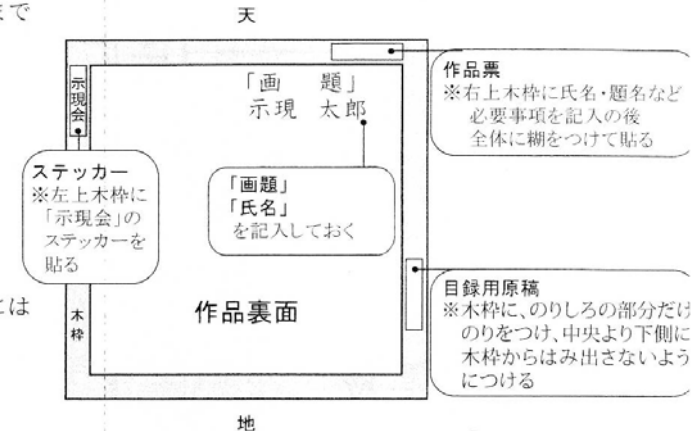 まで
天
示現会
「画　題」
示現　太郎
作品票
※右上木枠に氏名・題名など
必要事項を記入の後
全体に糊をつけて貼る
ステッカー
※左上木枠に
「示現会」の
ステッカーを
貼る
「画題」
「氏名」
を記入しておく
には
木枠
作品裏面
目録用原稿
※木枠に、のりしろの部分だけ
のりをつけ、中央より下側に
木枠からはみ出さないよう
につける
地